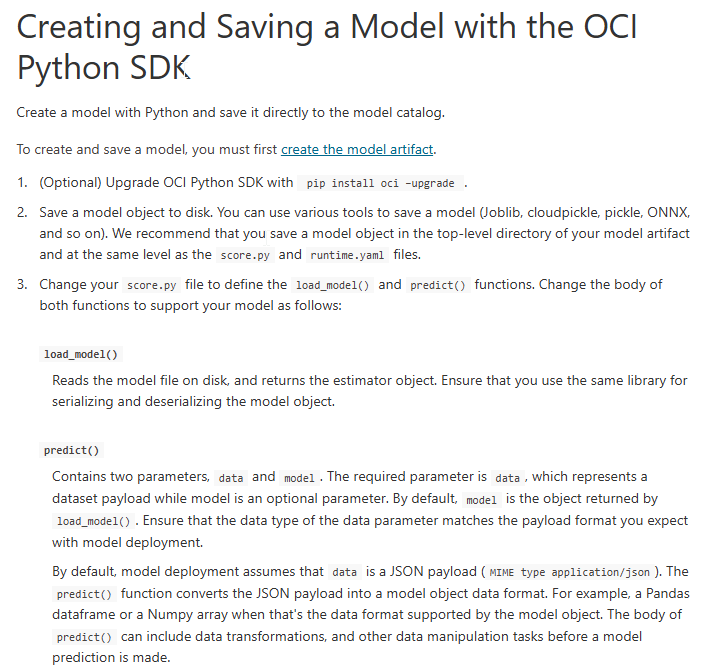 Creating and Saving a Model with the OCI
Python SDK
Create a model with Python and save it directly to the model catalog.
To create and save a model, you must first create the model artifact.
1. (Optional) Upgrade OCI Python SDK with pip install oci -upgrade .
2. Save a model object to disk. You can use various tools to save a model (Joblib, cloudpickle, pickle, ONNX,
and so on). We recommend that you save a model object in the top-level directory of your model artifact
and at the same level as the score.py and runtime.yaml files.
3. Change your score.py file to define the load_model() and predict() functions. Change the body of
both functions to support your model as follows:
load_model()
Reads the model file on disk, and returns the estimator object. Ensure that you use the same library for
serializing and deserializing the model object.
predict()
Contains two parameters, data and model . The required parameter is data , which represents a
dataset payload while model is an optional parameter. By default, model is the object returned by
load_model() . Ensure that the data type of the data parameter matches the payload format you expect
with model deployment.
By default, model deployment assumes that data is a JSON payload ( MIME type application/json ). The
predict() function converts the JSON payload into a model object data format. For example, a Pandas
dataframe or a Numpy array when that's the data format supported by the model object. The body of
predict() can include data transformations, and other data manipulation tasks before a model
prediction is made.